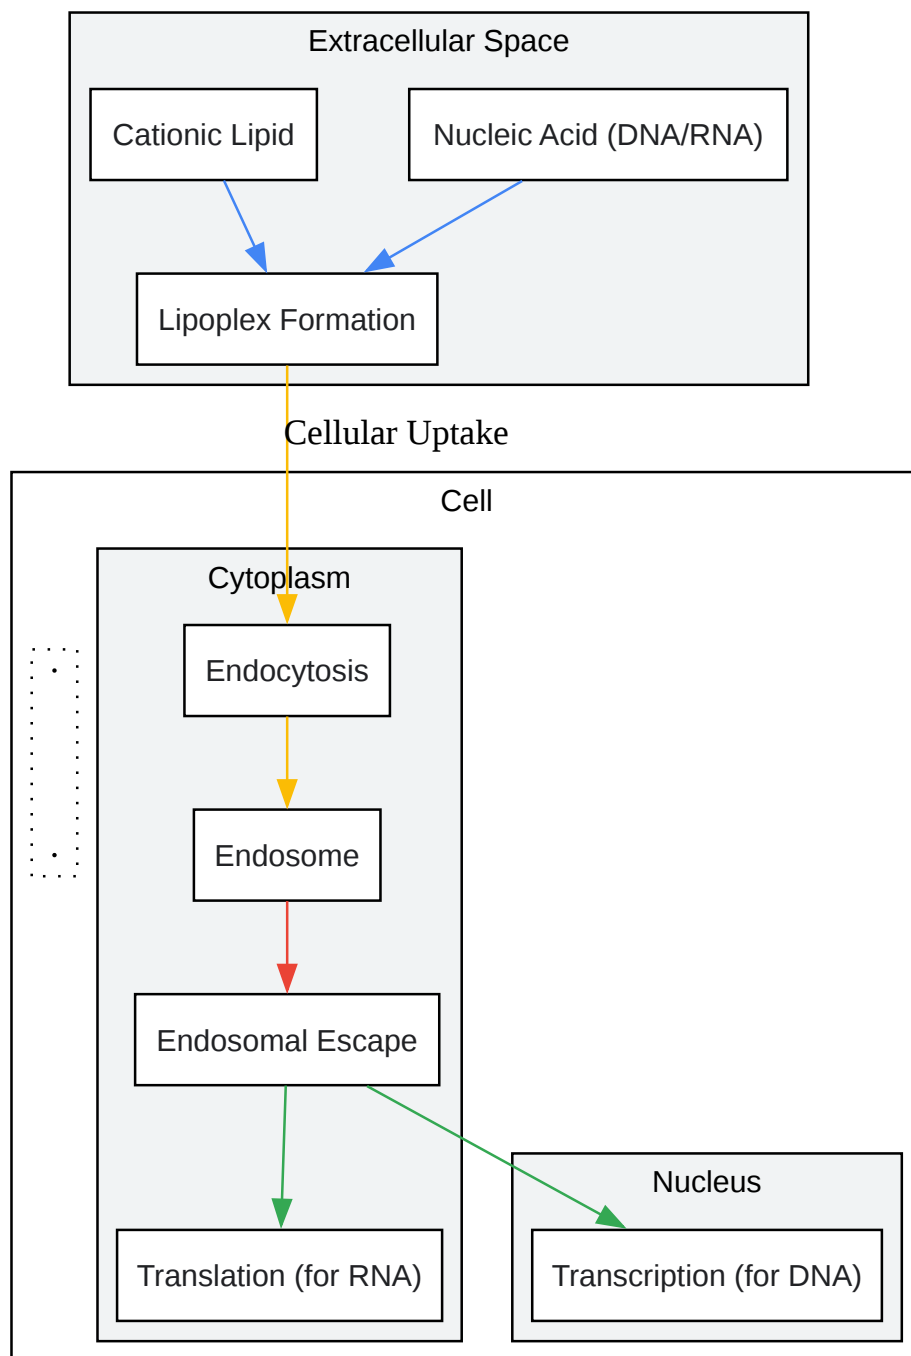 Extracellular Space
Cationic Lipid
Nucleic Acid (DNA/RNA)
Lipoplex Formation
Cellular Uptake
Cell
Cytoplasm
Endocytosis
Endosome
Endosomal Escape
Nucleus
Translation (for RNA)
Transcription (for DNA)